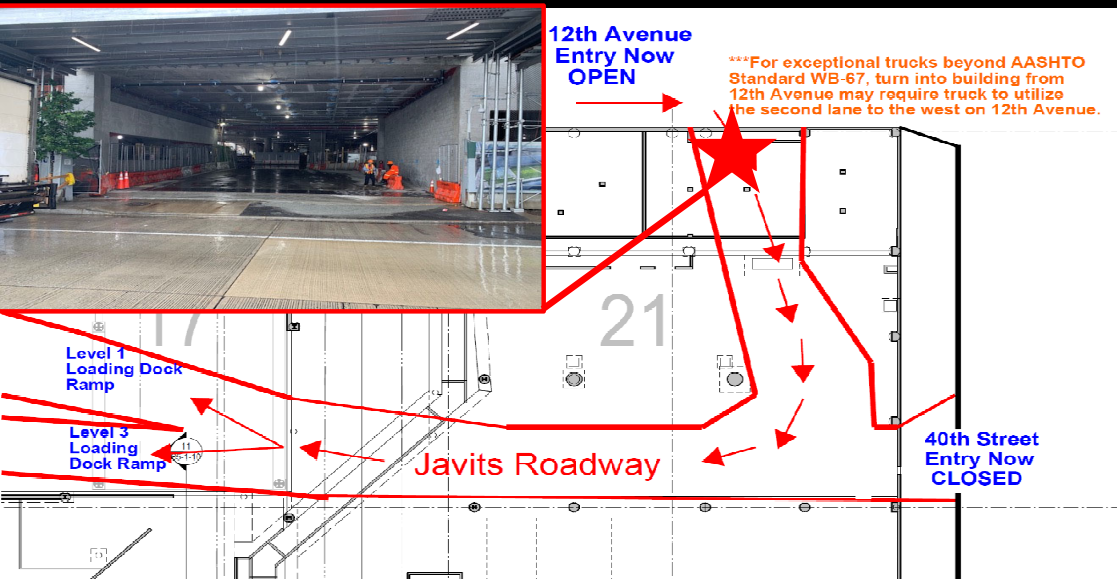 12th Avenue
Entry Now
OPEN
***For exceptional trucks beyond AASHTO
Standard WB-67, turn into building from
12th Avenue may require truck to utilize
the second lane to the west on 12th Avenue.
17
21
Level 1
Loading Dock
Ramp
Level 3
Loading
Dock Ramp
11
Javits Roadway
40th Street
Entry Now
CLOSED